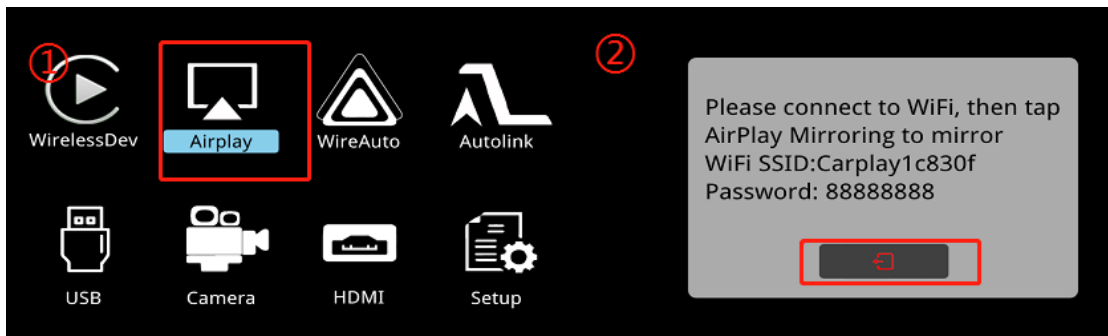 ①
WirelessDev
Airplay
WireAuto
Autolink
USB
Camera
HDMI
Setup
②
Please connect to WiFi, then tap
AirPlay Mirroring to mirror
WiFi SSID:Carplay1c830f
Password: 88888888